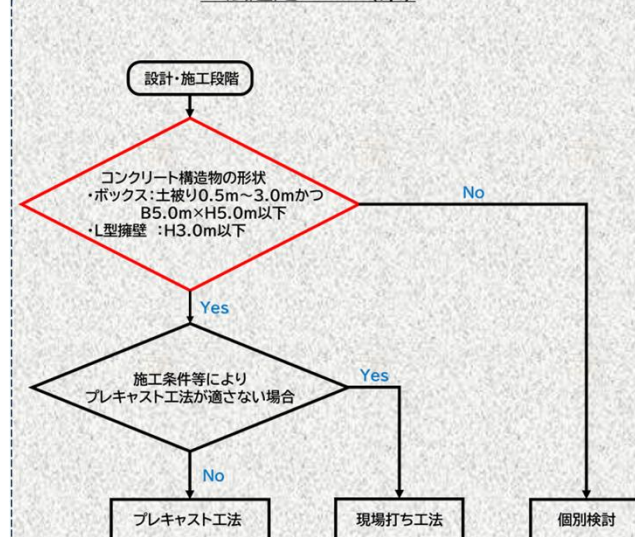 設計・施工段階
コンクリート構造物の形状
・ボックス：土被り0.5m～3.0mかつ
B5.0m×H5.0m以下
・L型擁壁　：H3.0m以下
No
Yes
施工条件等により
プレキャスト工法が適さない場合
Yes
No
プレキャスト工法
現場打ち工法
個別検討